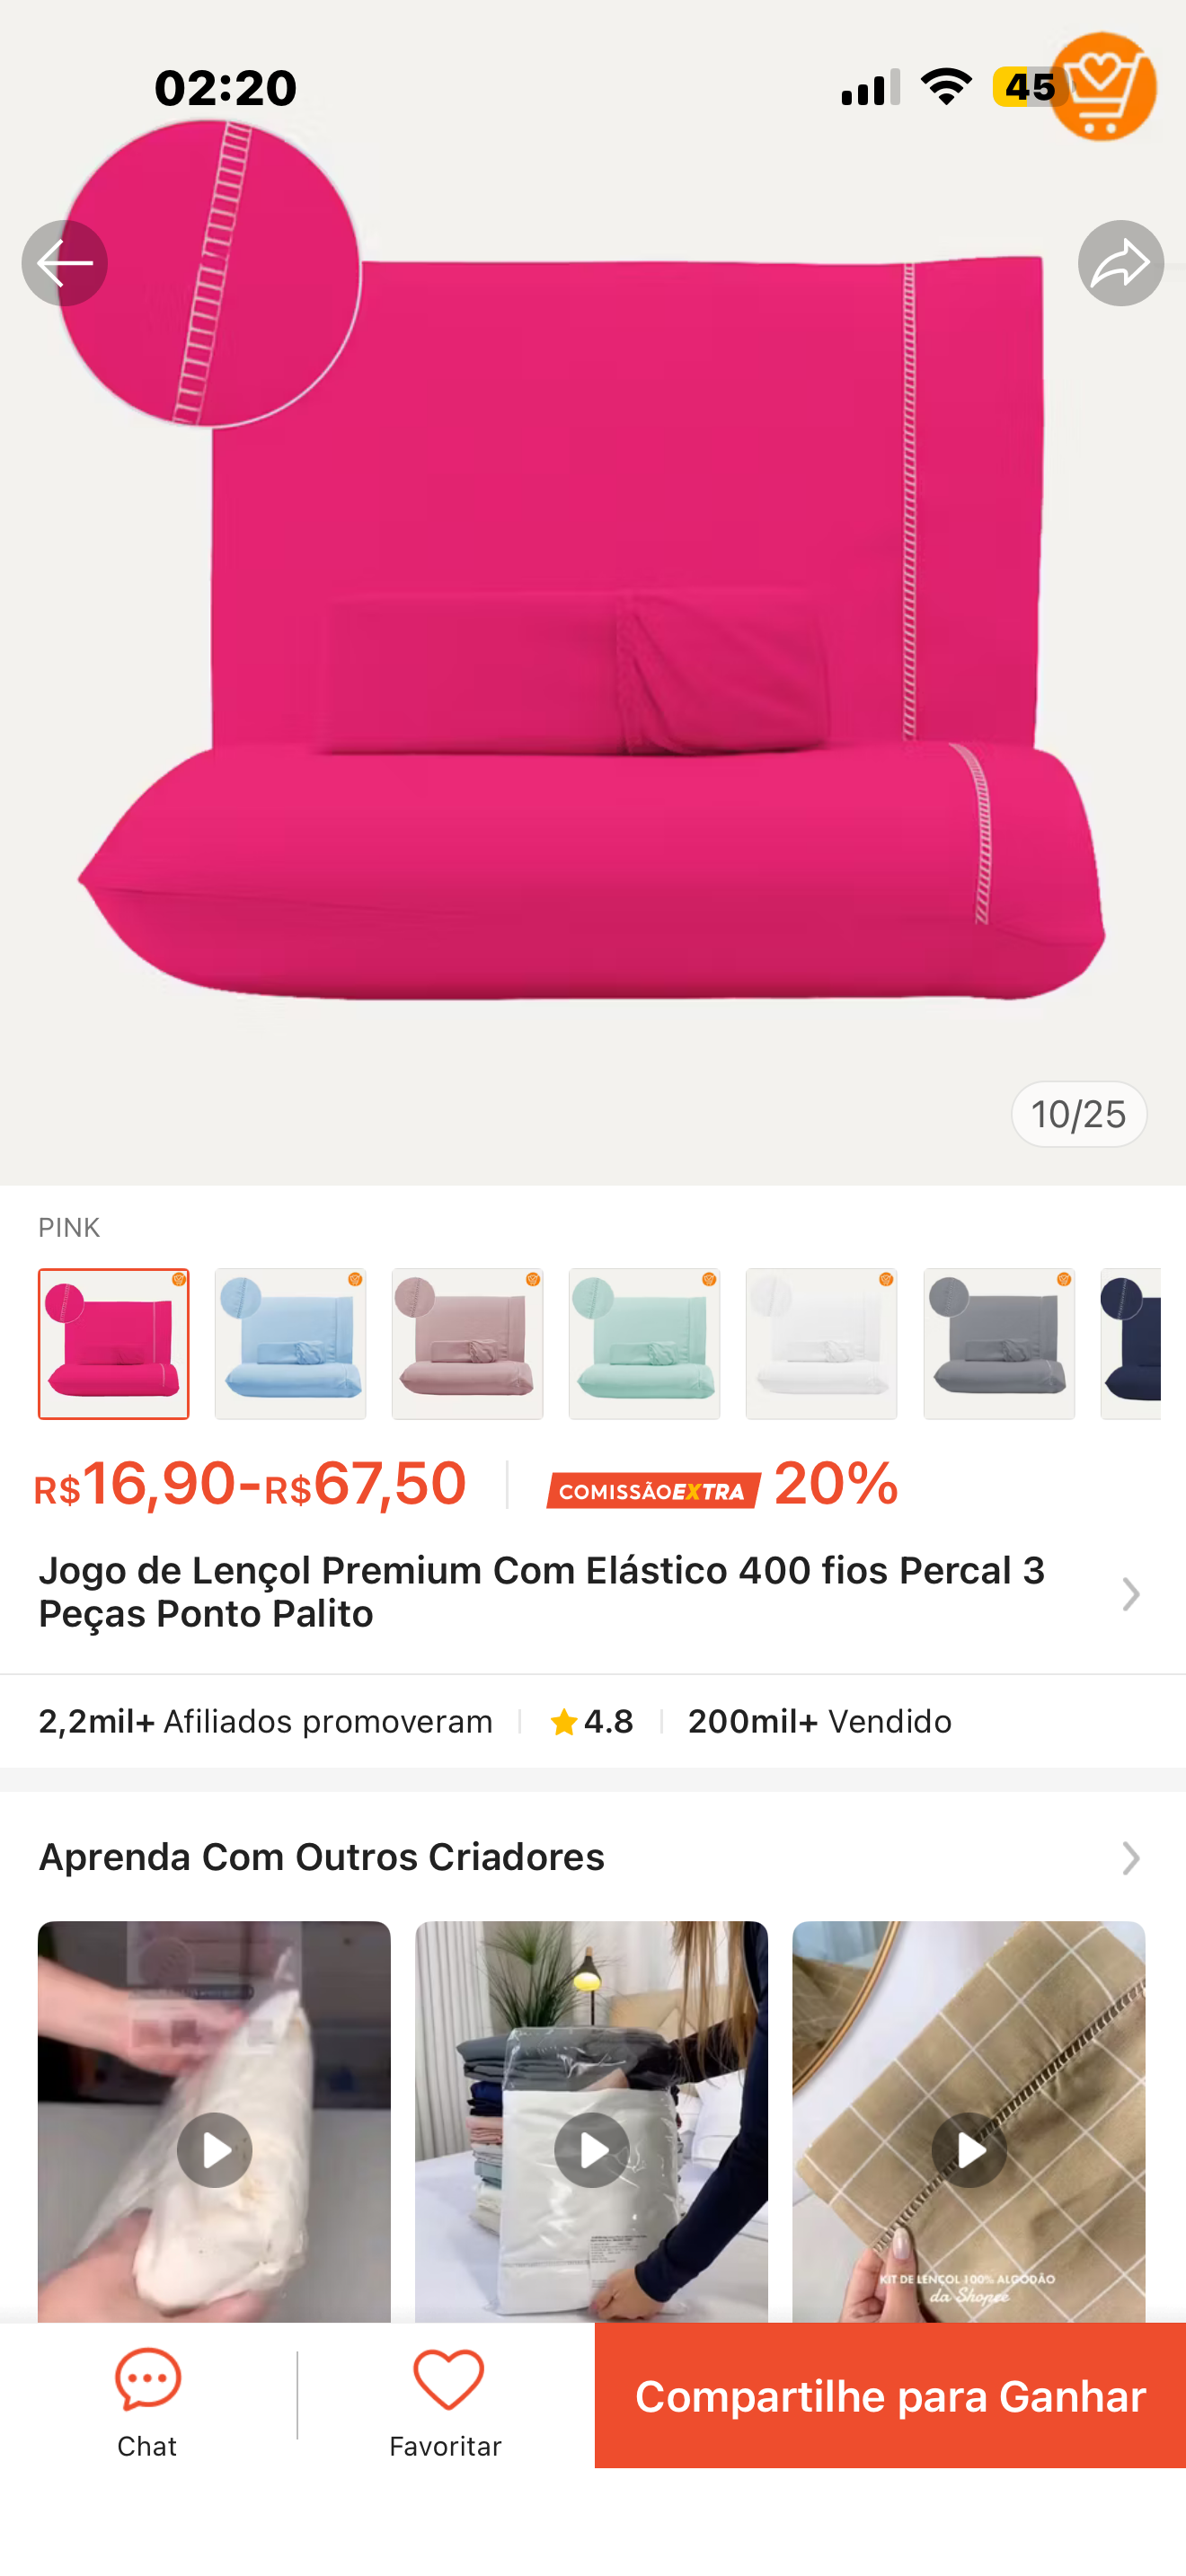 02:20
45
10/25
PINK
R$16,90-R$67,50
COMISSÃOEXTRA 20%
Jogo de Lençol Premium Com Elástico 400 fios Percal 3
Peças Ponto Palito
2,2mil+ Afiliados promoveram
4.8
200mil+ Vendido
Aprenda Com Outros Criadores
KIT DE LENÇOL 100% ALGODÃO
da Shopee
Chat
Favoritar
Compartilhe para Ganhar